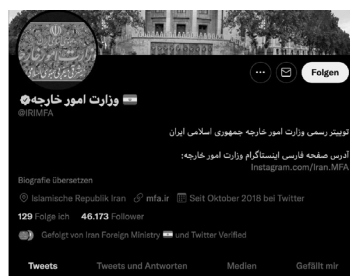 Folgen
وزارت امور خارجه
@IRIMFA
توییتر رسمی وزارت امور خارجه جمهوری اسلامی ایران
آدرس صفحه فارسی اینستاگرام وزارت امور خارجه:
Instagram.com/Iran.MFA
Biografie übersetzen
Islamische Republik Iran mfa.ir Seit Oktober 2018 bei Twitter
129 Folge ich 46.173 Follower
Gefolgt von Iran Foreign Ministry und Twitter Verified
Tweets Tweets und Antworten Medien Gefällt mir